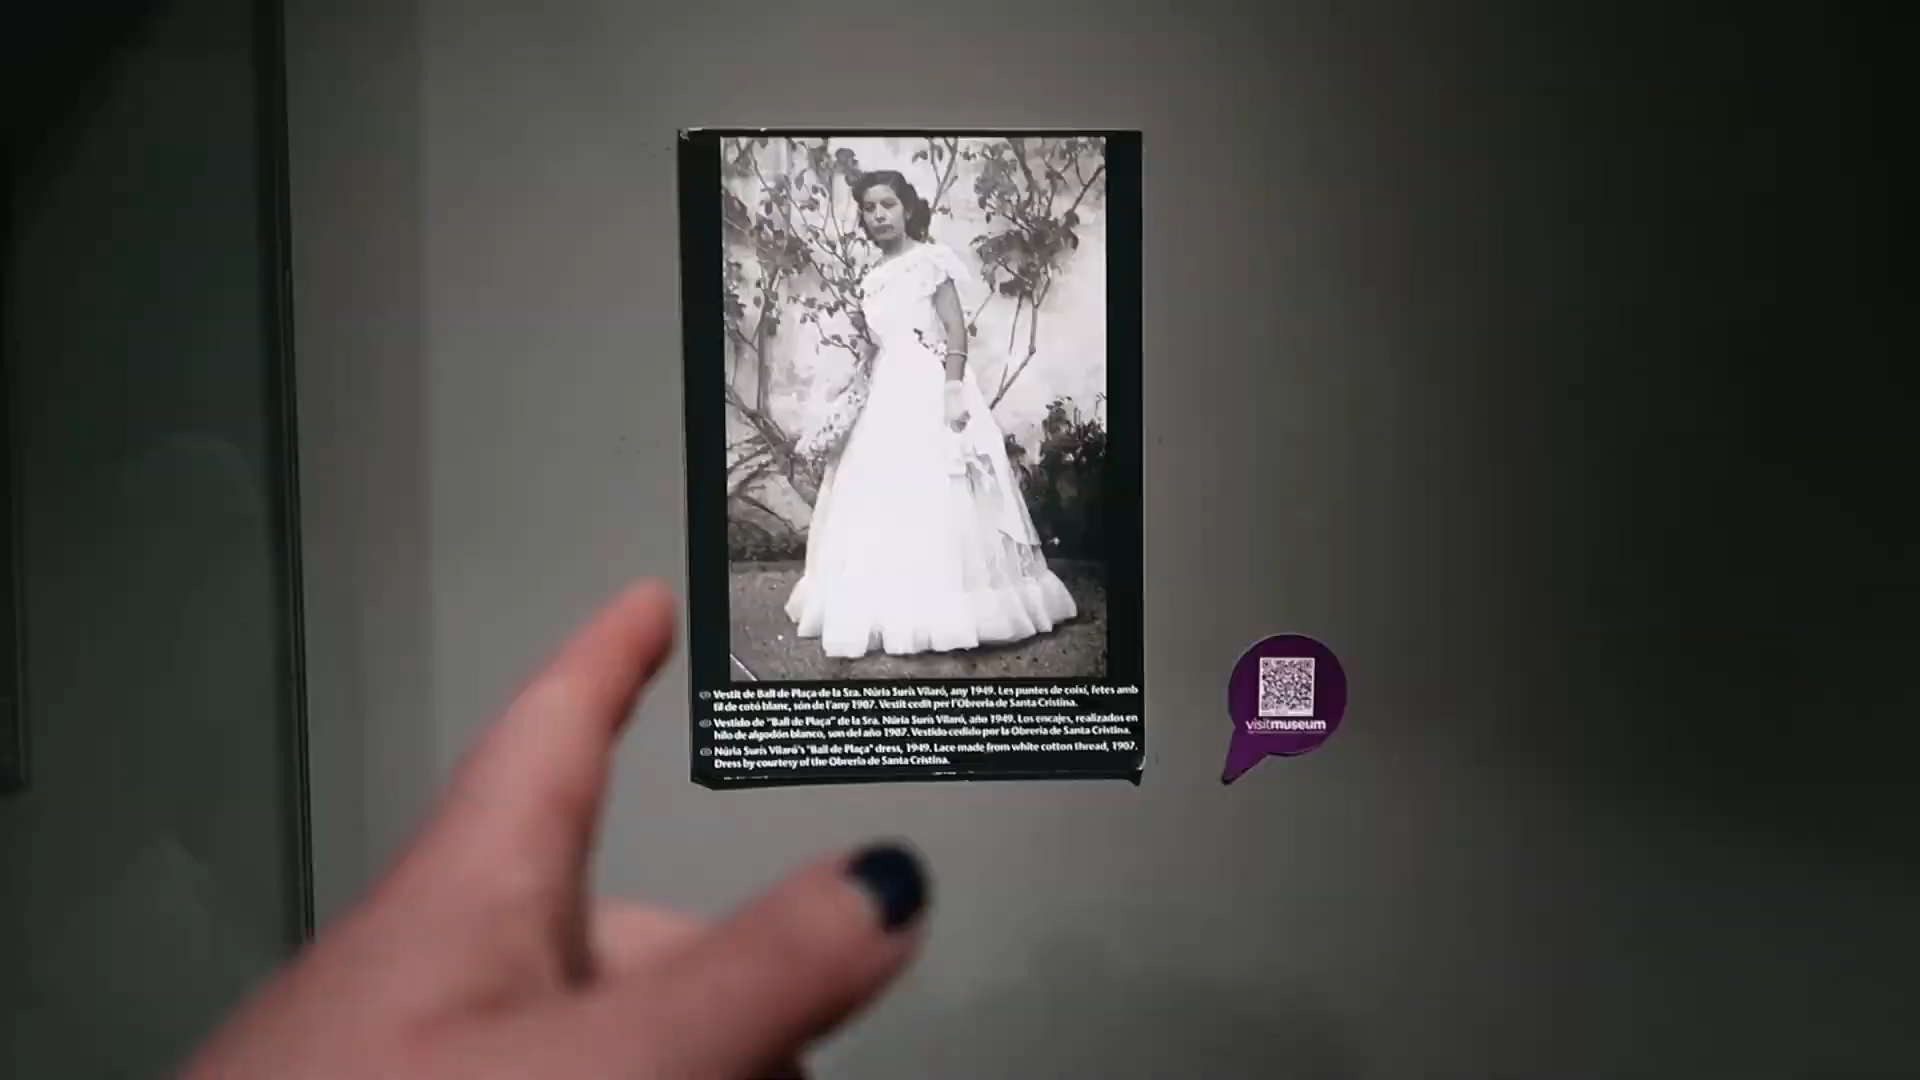 Vestit de Ball de Plaça de la Sra. Núria Surís Vilaró, any 1949. Les puntes de coixí, fetes amb
fil de cotó blanc, són de l'any 1907. Vestit cedit per l'Obreria de Santa Cristina.
Vestido de "Ball de Plaça" de la Sra. Núria Surís Vilaró, año 1949. Los encajes, realizados en
hilo de algodón blanco, son del año 1907. Vestido cedido por la Obreria de Santa Cristina.
Núria Surís Vilaró's "Ball de Plaça" dress, 1949. Lace made from white cotton thread, 1907.
Dress by courtesy of the Obreria de Santa Cristina.
visitmuseum